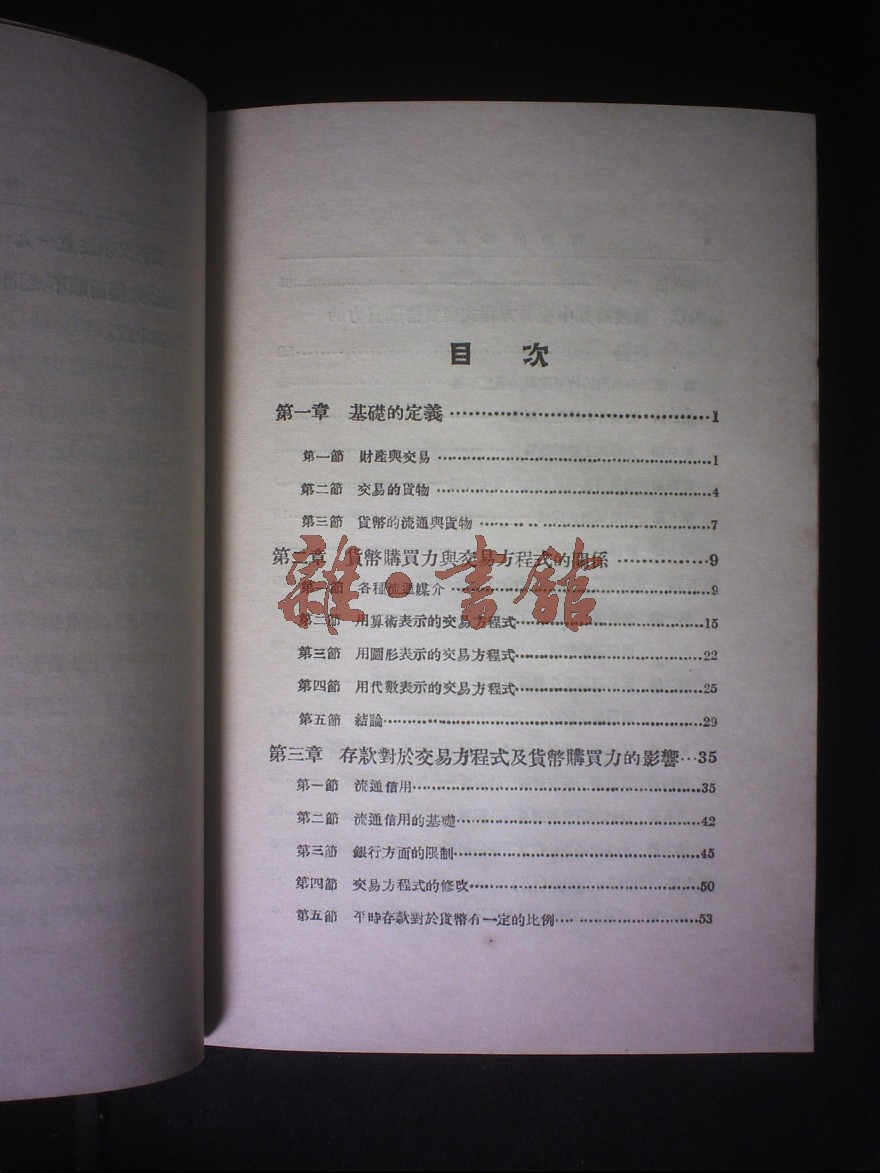 目 次
第一章 基礎的定義……………………………1
第一節 財產與交易……………………………1
第二節 交易的貨物……………………………4
第三節 貨幣的流通與貨物……………………7
第二章 貨幣購買力與交易方程式的關係…………9
第一節 各種流通媒介…………………………9
第二節 用算術表示的交易方程式……………15
第三節 用圖形表示的交易方程式……………22
第四節 用代數表示的交易方程式……………25
第五節 結論……………………………………29
第三章 存款對於交易方程式及貨幣購買力的影響…35
第一節 流通信用………………………………35
第二節 流通信用的基礎………………………42
第三節 銀行方面的限制………………………45
第四節 交易方程式的修改……………………50
第五節 平時存款對於貨幣有一定的比例……53
雜·書館